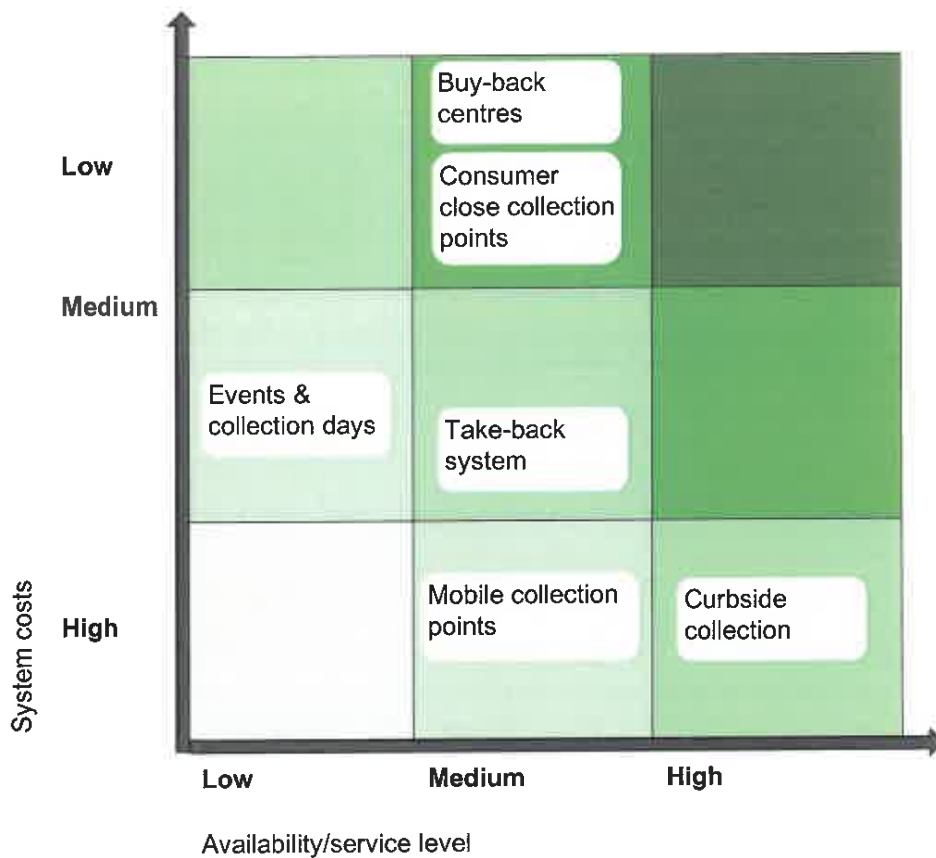 Buy-back
centres
Low
Consumer
close collection
points
Medium
Events &
collection days
Take-back
system
Mobile collection
points
Curbside
collection
High
System costs
Low
Medium
High
Availability/service level